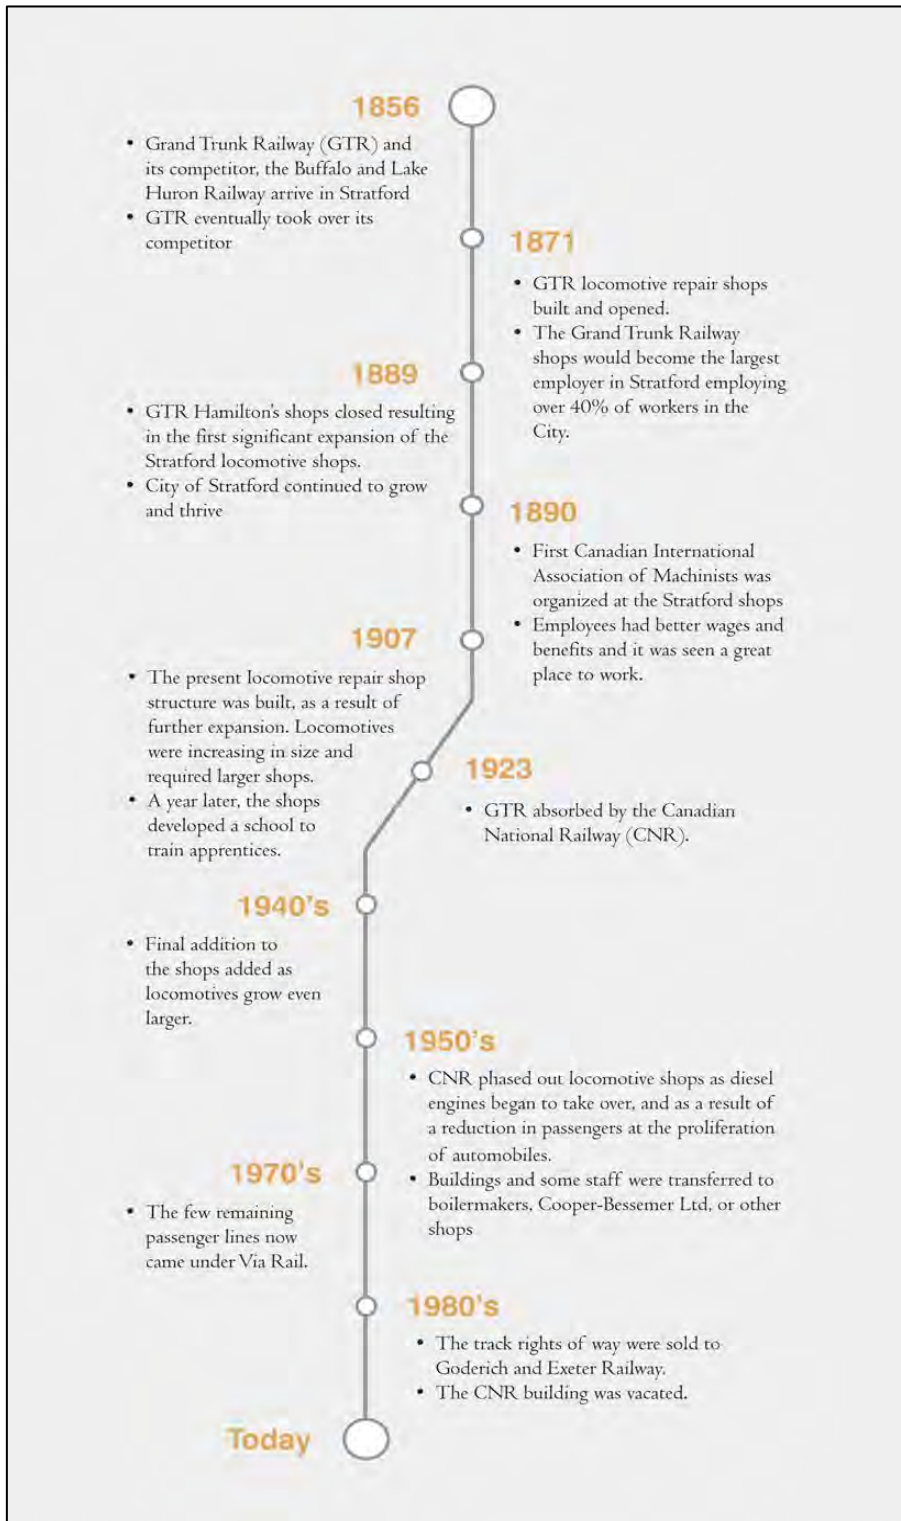 1856
• Grand Trunk Railway (GTR) and
its competitor, the Buffalo and Lake
Huron Railway arrive in Stratford
• GTR eventually took over its
competitor
1871
• GTR locomotive repair shops
built and opened.
• The Grand Trunk Railway
shops would become the largest
employer in Stratford employing
over 40% of workers in the
City.
1889
• GTR Hamilton's shops closed resulting
in the first significant expansion of the
Stratford locomotive shops.
• City of Stratford continued to grow
and thrive
1890
• First Canadian International
Association of Machinists was
organized at the Stratford shops
• Employees had better wages and
benefits and it was seen a great
place to work.
1907
• The present locomotive repair shop
structure was built, as a result of
further expansion. Locomotives
were increasing in size and
required larger shops.
• A year later, the shops
developed a school to
train apprentices.
1923
• GTR absorbed by the Canadian
National Railway (CNR).
1940's
• Final addition to
the shops added as
locomotives grow even
larger.
1950's
• CNR phased out locomotive shops as diesel
engines began to take over, and as a result of
a reduction in passengers at the proliferation
of automobiles.
• Buildings and some staff were transferred to
boilermakers, Cooper-Bessemer Ltd, or other
shops
1970's
• The few remaining
passenger lines now
came under Via Rail.
1980's
• The track rights of way were sold to
Goderich and Exeter Railway.
• The CNR building was vacated.
Today